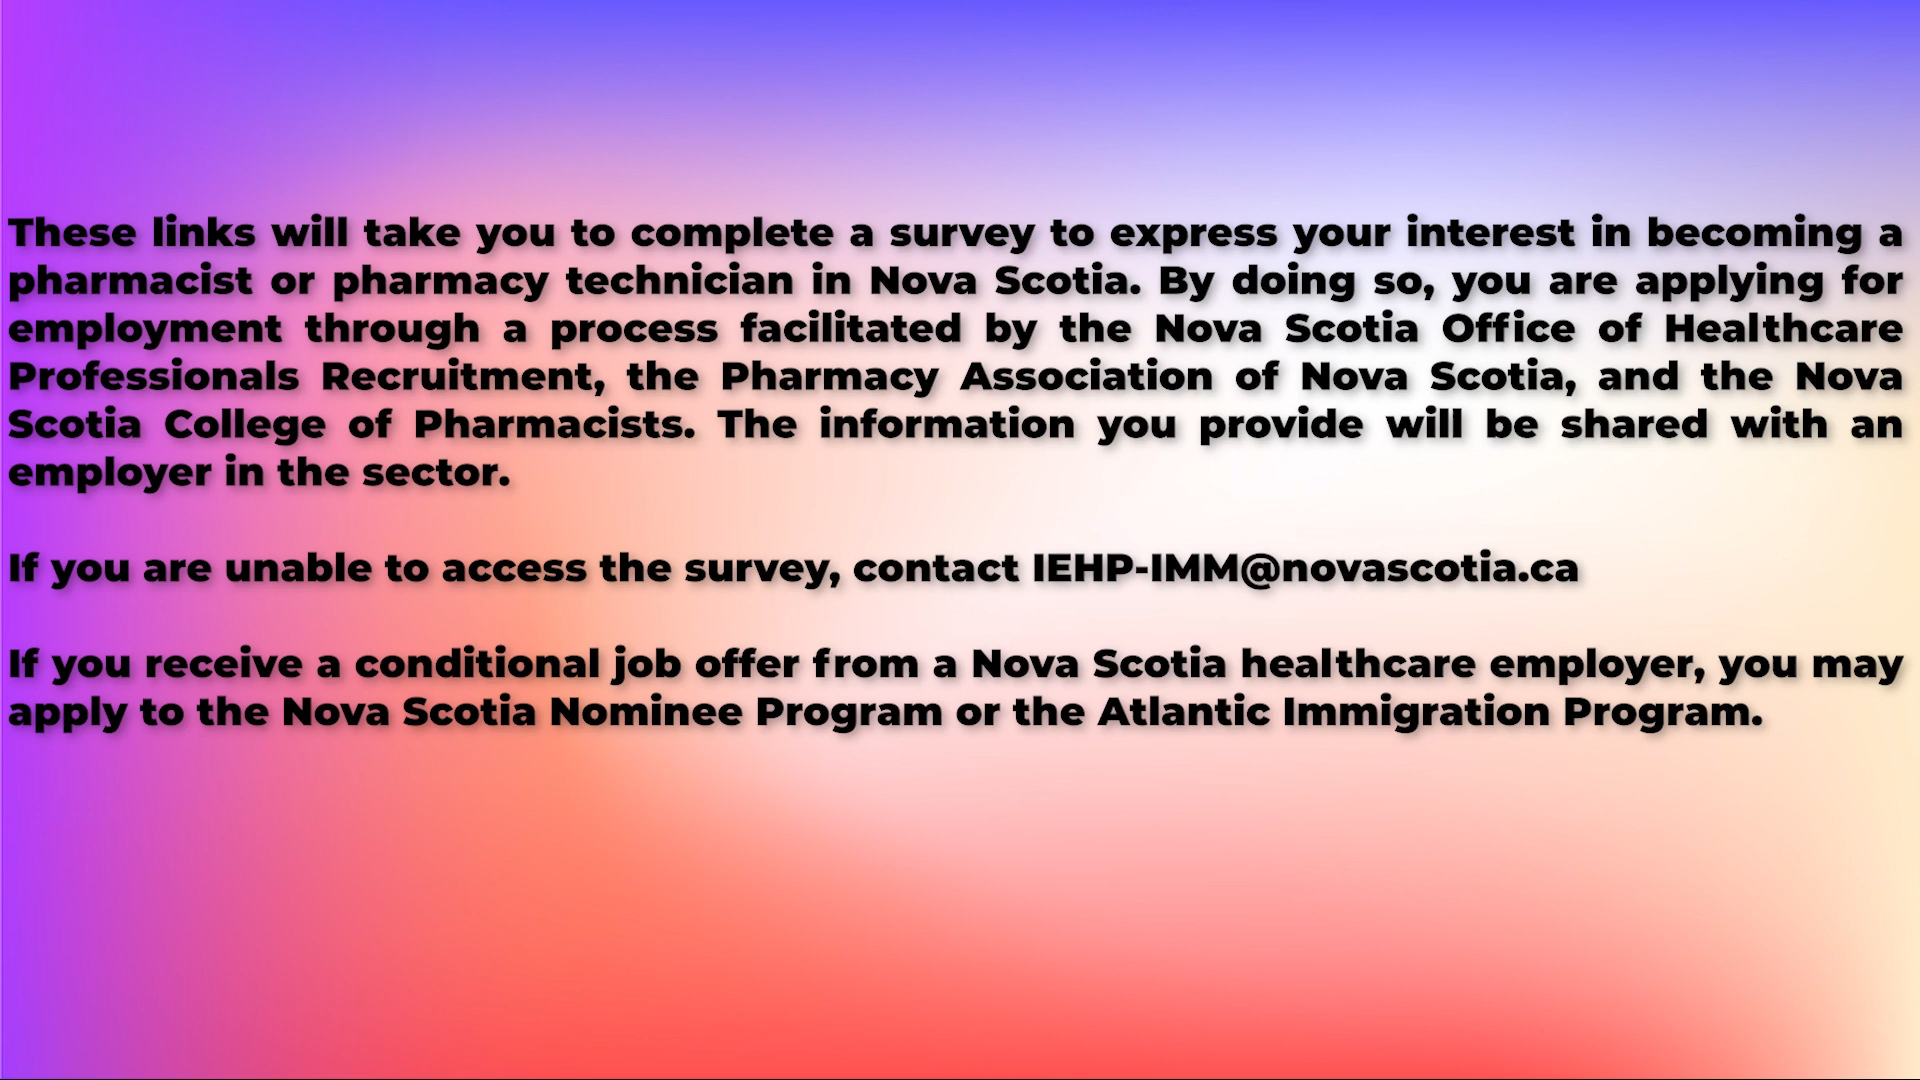 These links will take you to complete a survey to express your interest in becoming a
pharmacist or pharmacy technician in Nova Scotia. By doing so, you are applying for
employment through a process facilitated by the Nova Scotia Office of Healthcare
Professionals Recruitment, the Pharmacy Association of Nova Scotia, and the Nova
Scotia College of Pharmacists. The information you provide will be shared with an
employer in the sector.
If you are unable to access the survey, contact IEHP-IMM@novascotia.ca
If you receive a conditional job offer from a Nova Scotia healthcare employer, you may
apply to the Nova Scotia Nominee Program or the Atlantic Immigration Program.